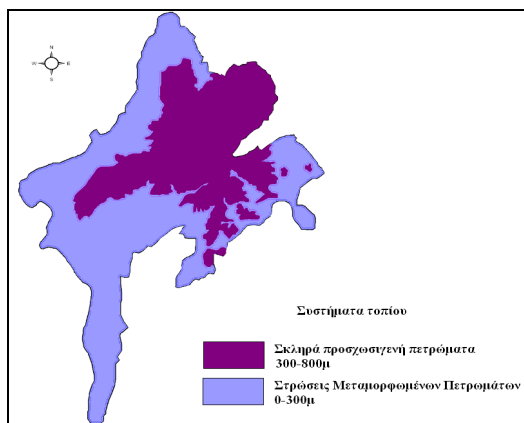 N
W E
S
Συστήματα τοπίου
Σκληρά προσχωσιγενή πετρώματα
300-800μ
Στρώσεις Μεταμορφωμένων Πετρωμάτων
0-300μ